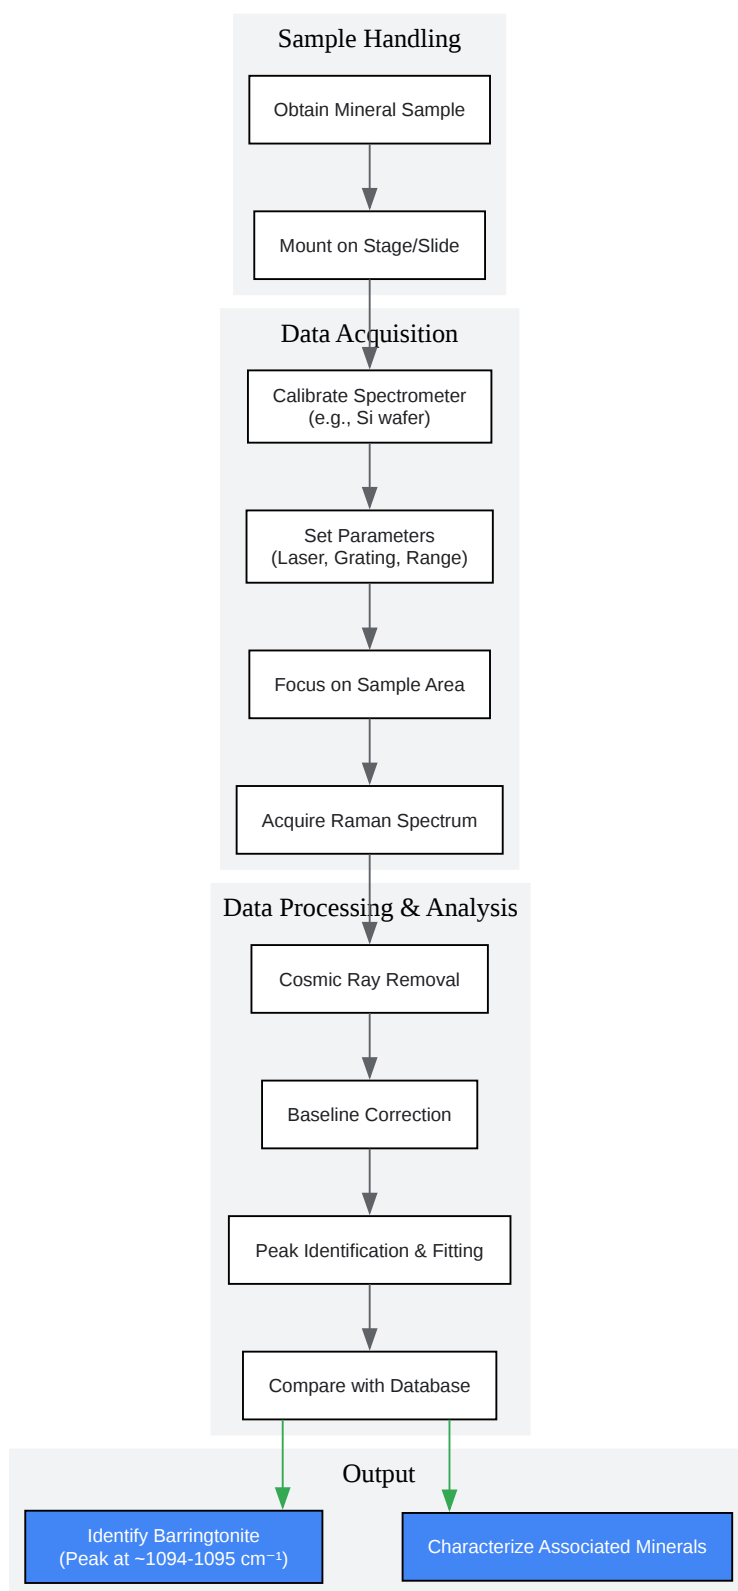 Sample Handling
Obtain Mineral Sample
Mount on Stage/Slide
Data Acquisition
Calibrate Spectrometer
(e.g., Si wafer)
Set Parameters
(Laser, Grating, Range)
Focus on Sample Area
Acquire Raman Spectrum
Data Processing & Analysis
Cosmic Ray Removal
Baseline Correction
Peak Identification & Fitting
Compare with Database
Output
Identify Barringtonite
(Peak at ~1094-1095 cm⁻¹)
Characterize Associated Minerals